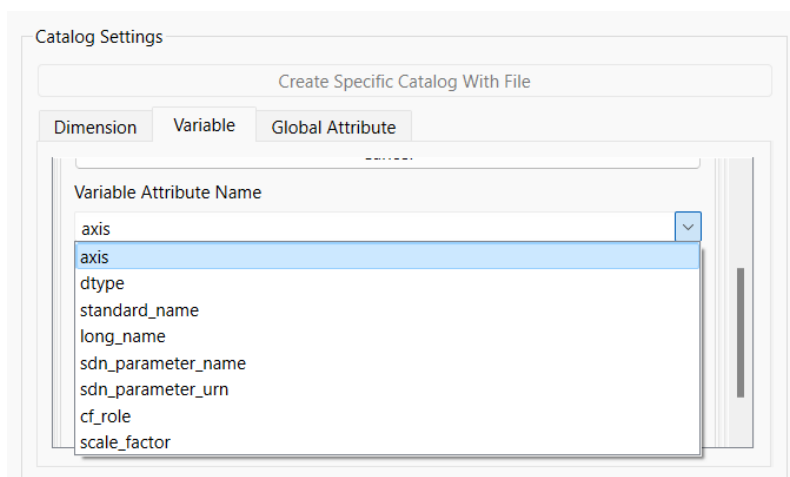 Catalog Settings
Create Specific Catalog With File
Dimension Variable Global Attribute
Variable Attribute Name
axis
axis
dtype
standard_name
long_name
sdn_parameter_name
sdn_parameter_urn
cf_role
scale_factor